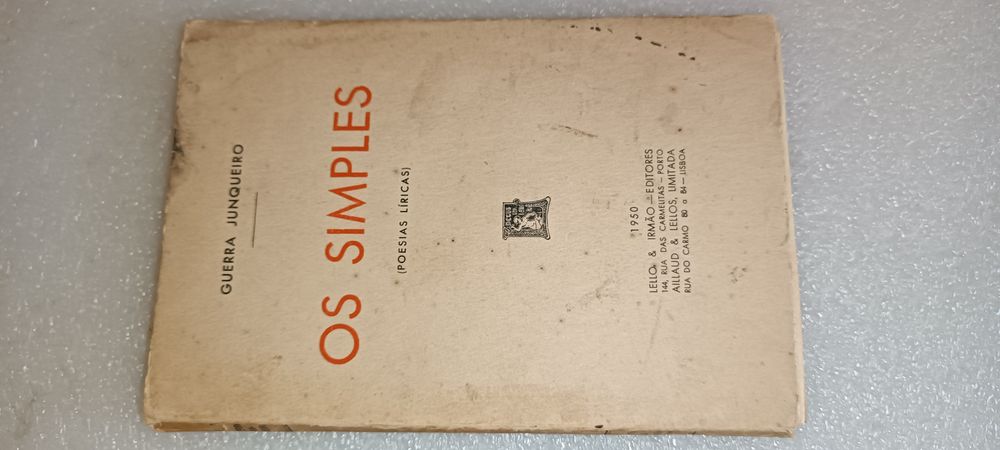 GUERRA JUNQUEIRO
OS SIMPLES
(POESIAS LÍRICAS)
1950
LELLO & IRMÃO — EDITORES
144, RUA DAS CARMELITAS — PORTO
AILLAUD & LELLOS, LIMITADA
RUA DO CARMO 80 a 84 — LISBOA